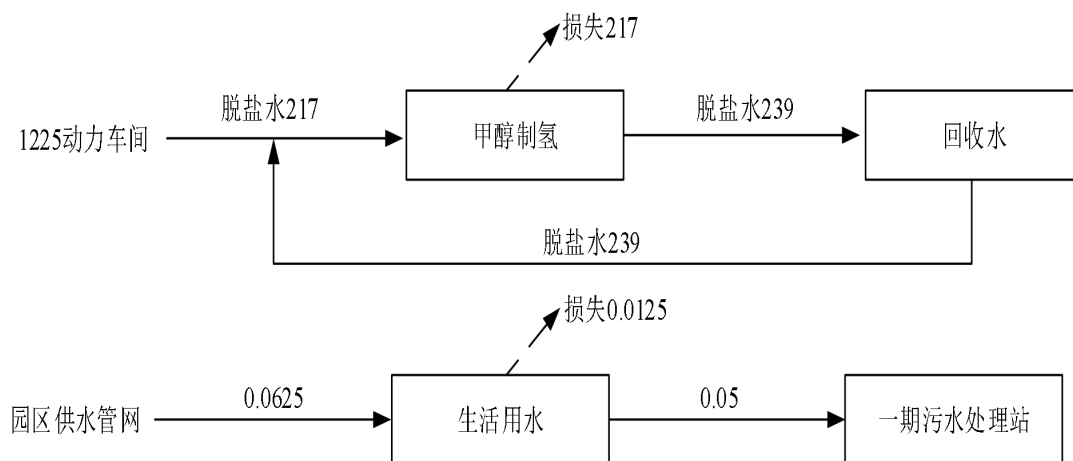 损失217
脱盐水217
脱盐水239
1225动力车间
甲醇制氢
回收水
脱盐水239
损失0.0125
0.0625
0.05
园区供水管网
生活用水
一期污水处理站